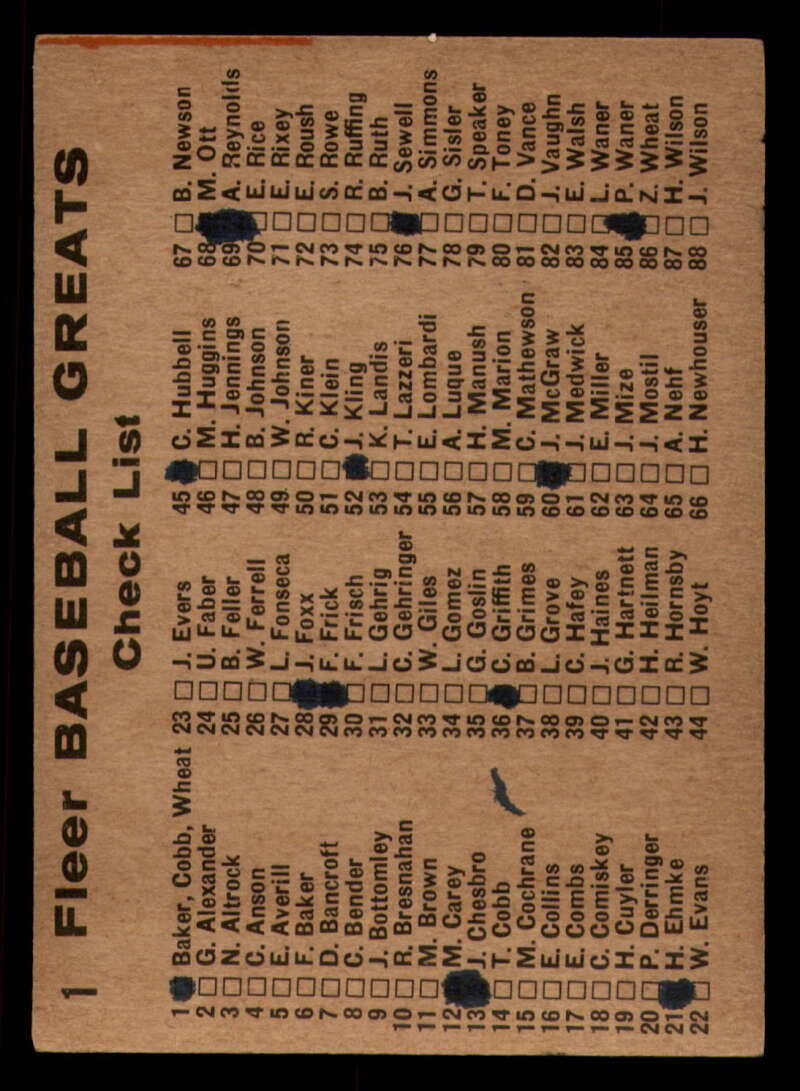 1 Fleer BASEBALL GREATS
Check List
1 Baker, Cobb, Wheat
2 G. Alexander
3 N. Altrock
4 C. Anson
5 E. Averill
6 F. Baker
7 D. Bancroft
8 C. Bender
9 J. Bottomley
10 R. Bresnahan
11 M. Brown
12 M. Carey
13 J. Chesbro
14 T. Cobb
15 M. Cochrane
16 E. Collins
17 E. Combs
18 C. Comiskey
19 H. Cuyler
20 P. Derringer
21 H. Ehmke
22 W. Evans
23 J. Evers
24 U. Faber
25 B. Feller
26 W. Ferrell
27 L. Fonseca
28 J. Foxx
29 F. Frick
30 F. Frisch
31 L. Gehrig
32 C. Gehringer
33 W. Giles
34 L. Gomez
35 G. Goslin
36 C. Griffith
37 B. Grimes
38 L. Grove
39 C. Hafey
40 J. Haines
41 G. Hartnett
42 H. Heilman
43 R. Hornsby
44 W. Hoyt
45 C. Hubbell
46 M. Huggins
47 H. Jennings
48 B. Johnson
49 W. Johnson
50 R. Kiner
51 C. Klein
52 J. Kling
53 K. Landis
54 T. Lazzeri
55 E. Lombardi
56 A. Luque
57 H. Manush
58 M. Marion
59 C. Mathewson
60 J. McGraw
61 J. Medwick
62 E. Miller
63 J. Mize
64 J. Mostil
65 A. Nehf
66 H. Newhouser
67 B. Newson
68 M. Ott
69 A. Reynolds
70 E. Rice
71 E. Rixey
72 E. Roush
73 S. Rowe
74 R. Ruffing
75 B. Ruth
76 J. Sewell
77 A. Simmons
78 G. Sisler
79 T. Speaker
80 F. Toney
81 D. Vance
82 J. Vaughn
83 E. Walsh
84 L. Waner
85 P. Waner
86 Z. Wheat
87 H. Wilson
88 J. Wilson